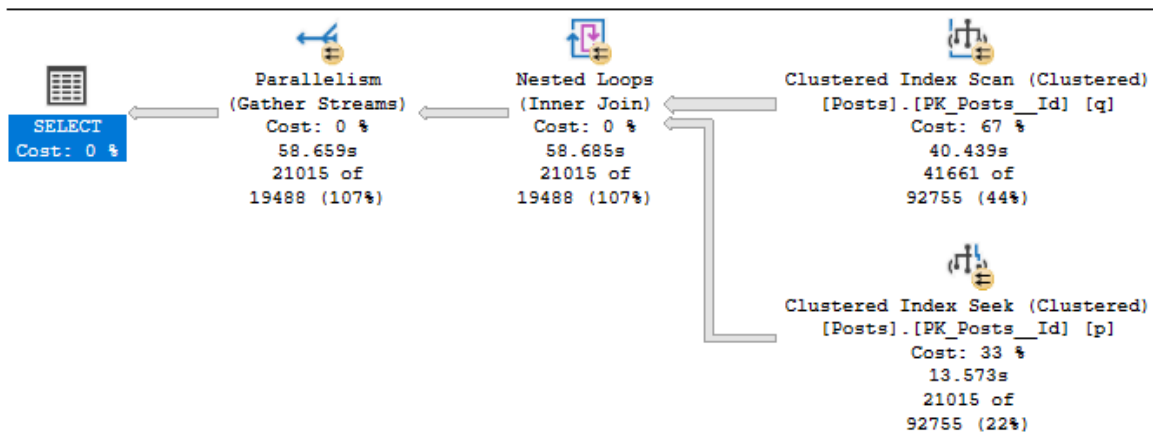 SELECT
Cost: 0 %
Parallelism
(Gather Streams)
Cost: 0 %
58.659s
21015 of
19488 (107%)
Nested Loops
(Inner Join)
Cost: 0 %
58.685s
21015 of
19488 (107%)
Clustered Index Scan (Clustered)
[Posts].[PK_Posts__Id] [q]
Cost: 67 %
40.439s
41661 of
92755 (44%)
Clustered Index Seek (Clustered)
[Posts].[PK_Posts__Id] [p]
Cost: 33 %
13.573s
21015 of
92755 (22%)